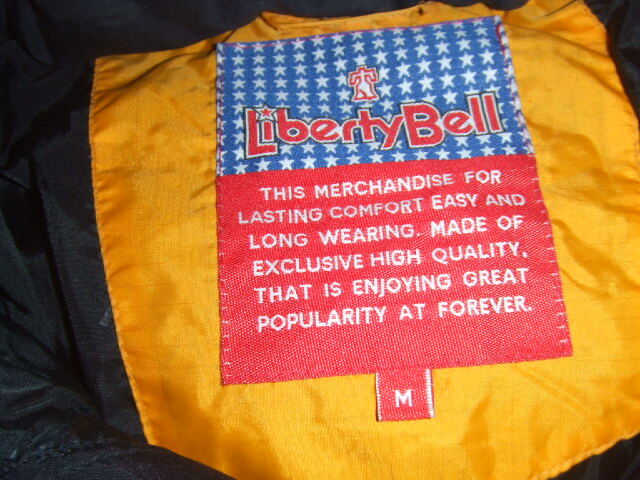 LibertyBell
THIS MERCHANDISE FOR
LASTING COMFORT EASY AND
LONG WEARING. MADE OF
EXCLUSIVE HIGH QUALITY.
THAT IS ENJOYING GREAT
POPULARITY AT FOREVER.
M